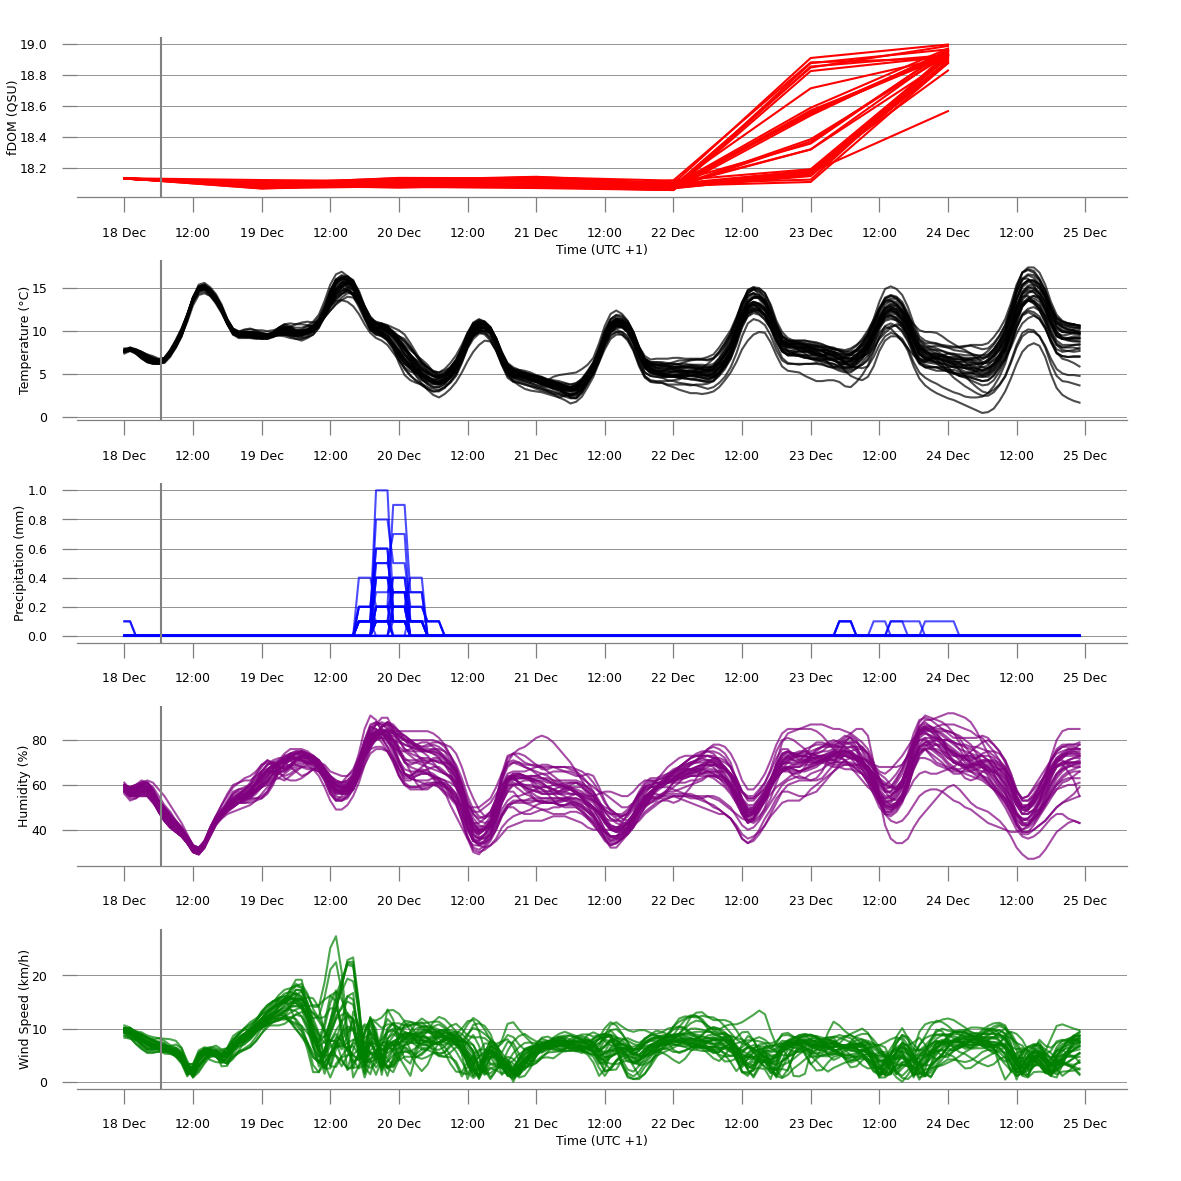 fDOM (QSU)
19.0
18.8
18.6
18.4
18.2
18 Dec 12:00 19 Dec 12:00 20 Dec 12:00 21 Dec 12:00 22 Dec 12:00 23 Dec 12:00 24 Dec 12:00 25 Dec
Time (UTC +1)
Temperature (°C)
15
10
5
0
18 Dec 12:00 19 Dec 12:00 20 Dec 12:00 21 Dec 12:00 22 Dec 12:00 23 Dec 12:00 24 Dec 12:00 25 Dec
Precipitation (mm)
1.0
0.8
0.6
0.4
0.2
0.0
18 Dec 12:00 19 Dec 12:00 20 Dec 12:00 21 Dec 12:00 22 Dec 12:00 23 Dec 12:00 24 Dec 12:00 25 Dec
Humidity (%)
80
60
40
18 Dec 12:00 19 Dec 12:00 20 Dec 12:00 21 Dec 12:00 22 Dec 12:00 23 Dec 12:00 24 Dec 12:00 25 Dec
Wind Speed (km/h)
20
10
0
18 Dec 12:00 19 Dec 12:00 20 Dec 12:00 21 Dec 12:00 22 Dec 12:00 23 Dec 12:00 24 Dec 12:00 25 Dec
Time (UTC +1)